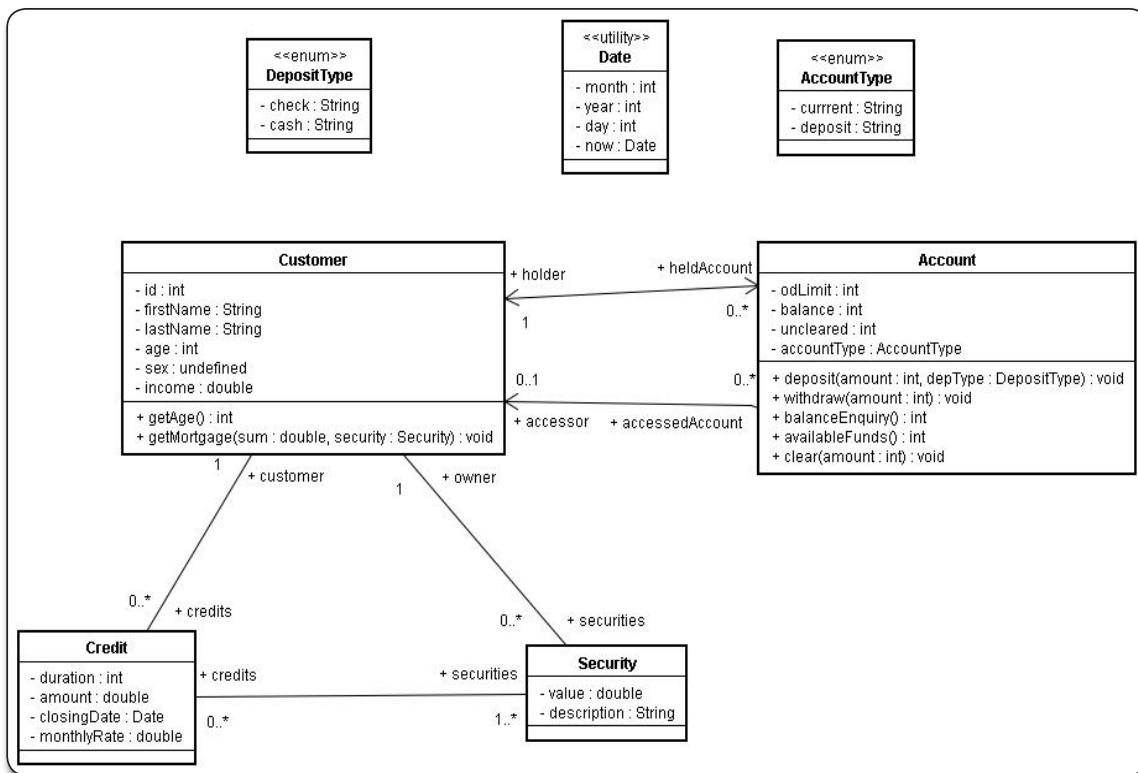 <<enum>>
DepositType
- check : String
- cash : String
<<utility>>
Date
- month : int
- year : int
- day : int
- now : Date
<<enum>>
AccountType
- currrent : String
- deposit : String
Customer
- id : int
- firstName : String
- lastName : String
- age : int
- sex : undefined
- income : double
+ getAge() : int
+ getMortgage(sum : double, security : Security) : void
+ holder
+ heldAccount
1
0..*
0..1
0..*
+ accessor
+ accessedAccount
Account
- odLimit : int
- balance : int
- uncleared : int
- accountType : AccountType
+ deposit(amount : int, depType : DepositType) : void
+ withdraw(amount : int) : void
+ balanceEnquiry() : int
+ availableFunds() : int
+ clear(amount : int) : void
1
+ customer
1
+ owner
0..*
+ credits
0..*
+ securities
Credit
- duration : int
- amount : double
- closingDate : Date
- monthlyRate : double
+ credits
+ securities
0..*
1..*
Security
- value : double
- description : String